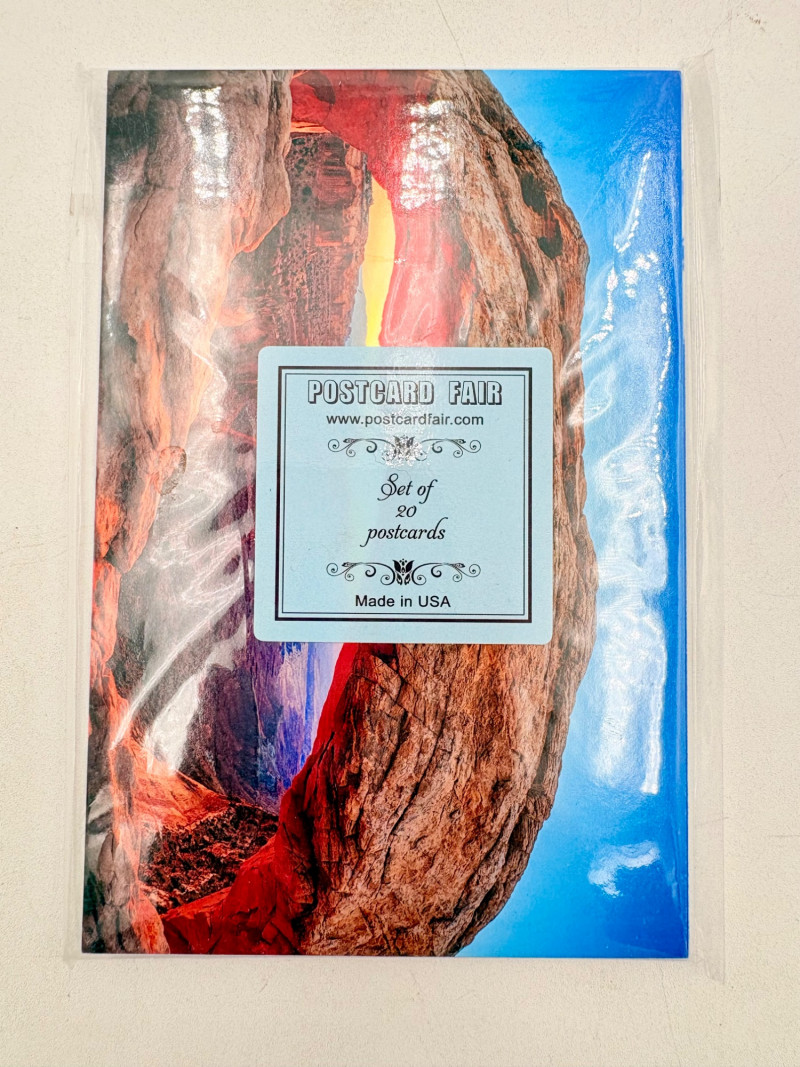 POSTCARD FAIR
www.postcardfair.com
Set of
20
postcards
Made in USA